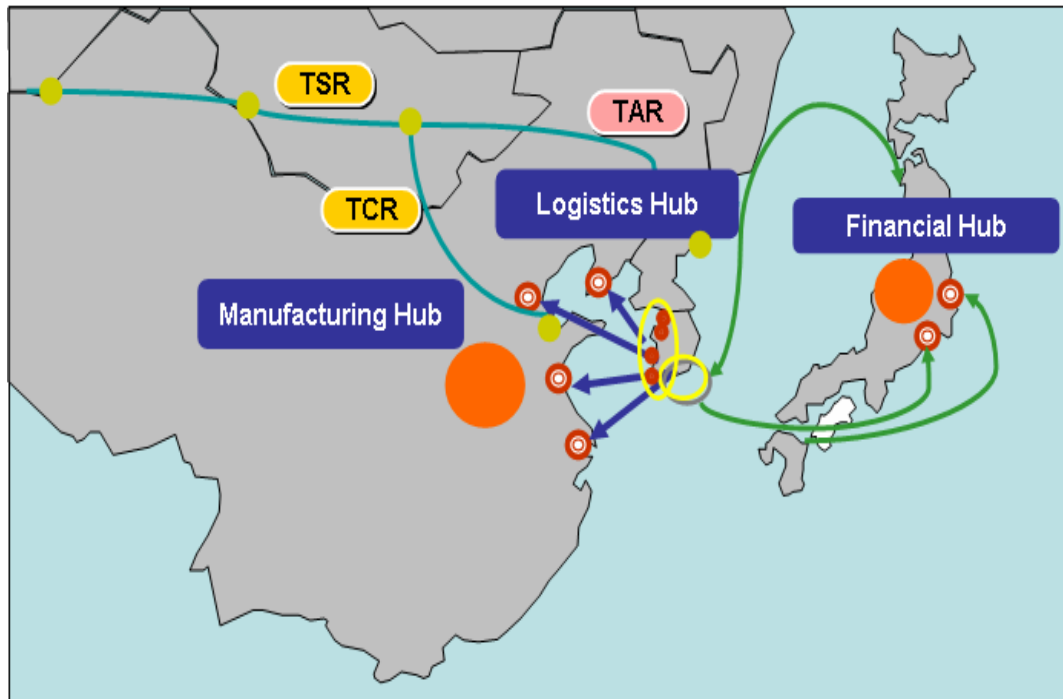 TSR
TAR
TCR
Logistics Hub
Financial Hub
Manufacturing Hub